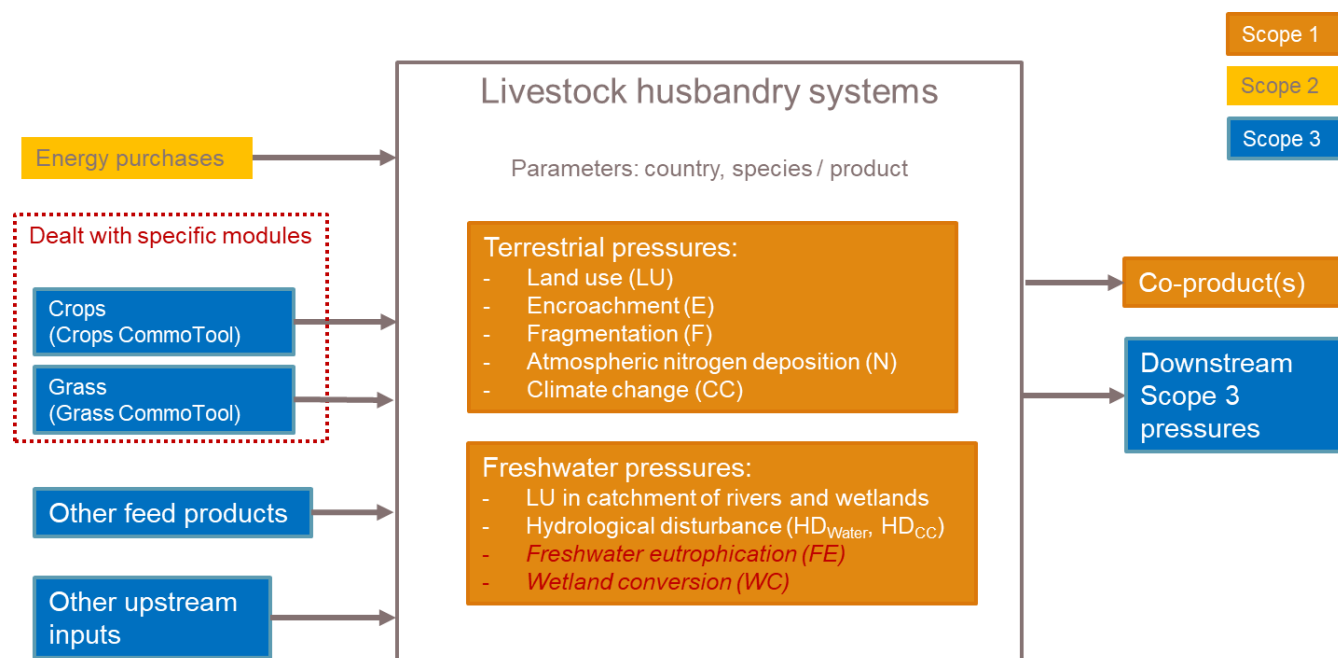 Scope 1
Scope 2
Scope 3
Livestock husbandry systems
Parameters: country, species / product
Energy purchases
Dealt with specific modules
Crops
(Crops CommoTool)
Grass
(Grass CommoTool)
Other feed products
Other upstream
inputs
Terrestrial pressures:
- Land use (LU)
- Encroachment (E)
- Fragmentation (F)
- Atmospheric nitrogen deposition (N)
- Climate change (CC)
Freshwater pressures:
- LU in catchment of rivers and wetlands
- Hydrological disturbance (HDWater, HDCC)
- Freshwater eutrophication (FE)
- Wetland conversion (WC)
Co-product(s)
Downstream
Scope 3
pressures